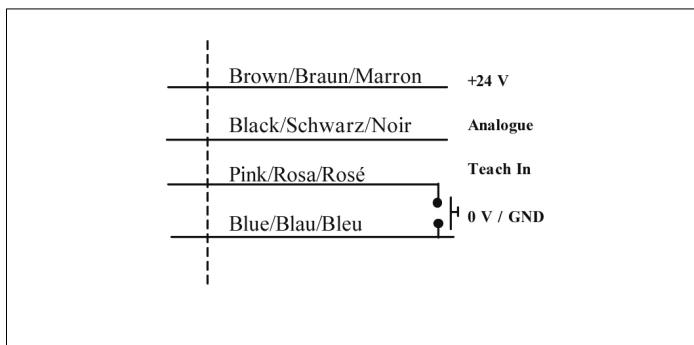 Brown/Braun/Marron +24 V
Black/Schwarz/Noir Analogue
Pink/Rosa/Rosé Teach In
Blue/Blau/Bleu 0 V / GND